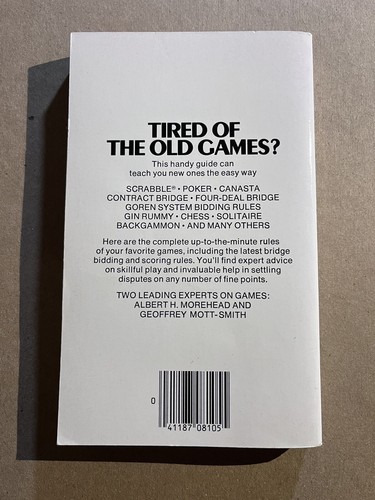 TIRED OF
THE OLD GAMES?
This handy guide can
teach you new ones the easy way
SCRABBLE® • POKER • CANASTA
CONTRACT BRIDGE • FOUR-DEAL BRIDGE
GOREN SYSTEM BIDDING RULES
GIN RUMMY • CHESS • SOLITAIRE
BACKGAMMON • AND MANY OTHERS
Here are the complete up-to-the-minute rules
of your favorite games, including the latest bridge
bidding and scoring rules. You'll find expert advice
on skillful play and invaluable help in settling
disputes on any number of fine points.
TWO LEADING EXPERTS ON GAMES:
ALBERT H. MOREHEAD AND
GEOFFREY MOTT-SMITH
0
41187 08105